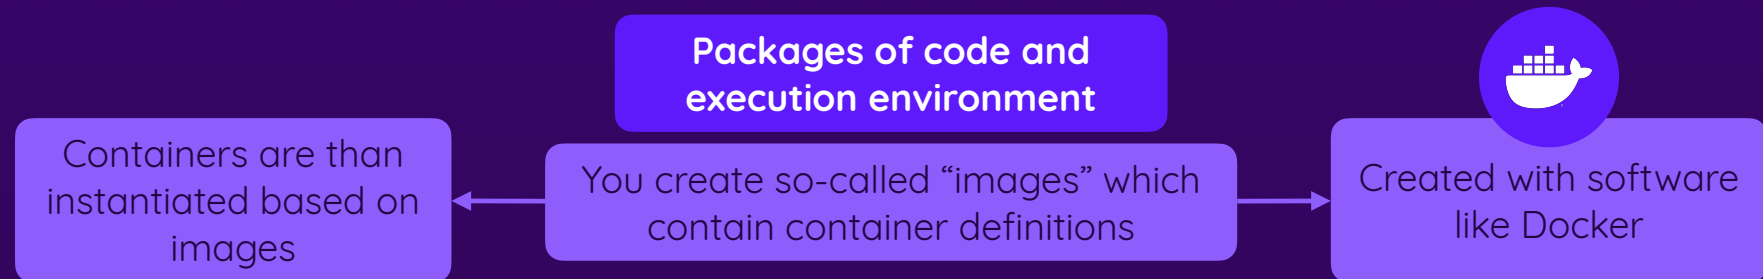 Packages of code and
execution environment
Containers are than
instantiated based on
images
You create so-called “images” which
contain container definitions
Created with software
like Docker